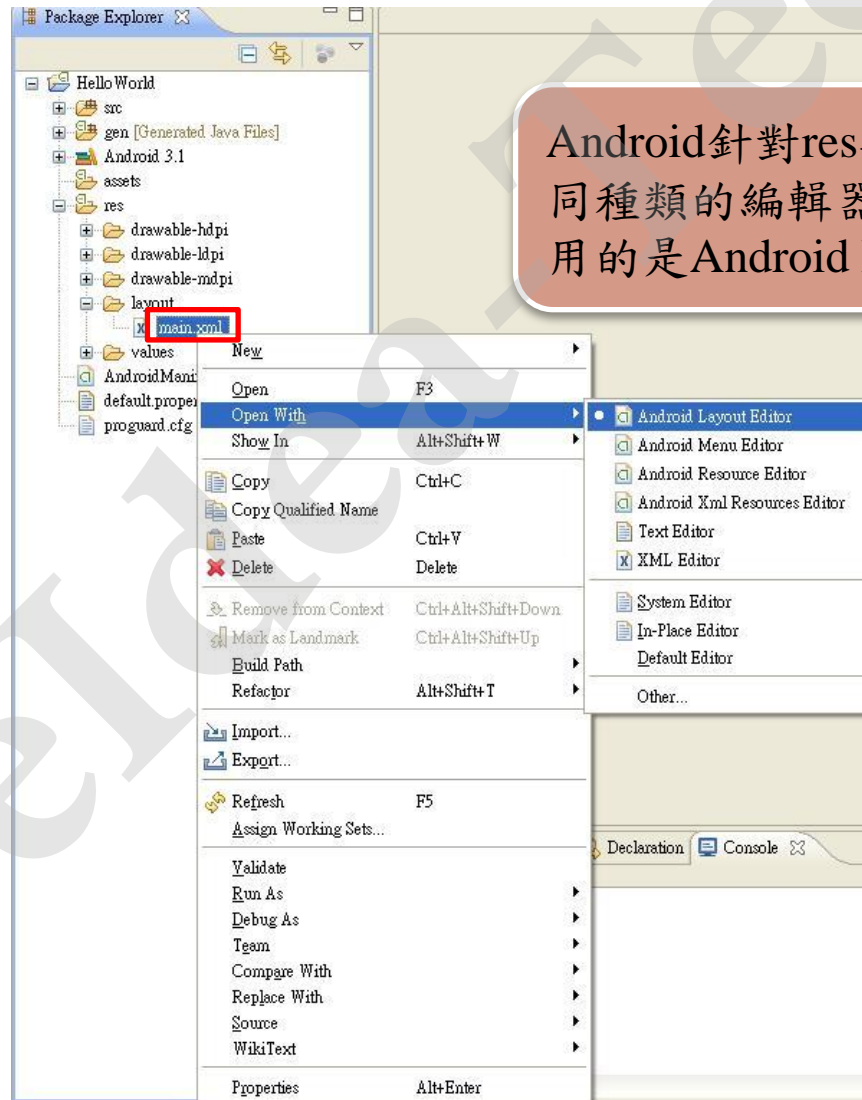 Package Explorer
HelloWorld
src
gen [Generated Java Files]
Android 3.1
assets
res
drawable-hdpi
drawable-ldpi
drawable-mdpi
layout
main.xml
values
AndroidMani
default.proper
proguard.cfg
Android針對res
同種類的編輯器
用的是Android
New
Open F3
Open With
Show In Alt+Shift+W
Copy Ctrl+C
Copy Qualified Name
Paste Ctrl+V
Delete Delete
Remove from Context Ctrl+Alt+Shift+Down
Mark as Landmark Ctrl+Alt+Shift+Up
Build Path
Refactor Alt+Shift+T
Import...
Export...
Refresh F5
Assign Working Sets...
Validate
Run As
Debug As
Team
Compare With
Replace With
Source
WikiText
Properties Alt+Enter
Android Layout Editor
Android Menu Editor
Android Resource Editor
Android Xml Resources Editor
Text Editor
XML Editor
System Editor
In-Place Editor
Default Editor
Other...
Declaration
Console
eIdea-Te